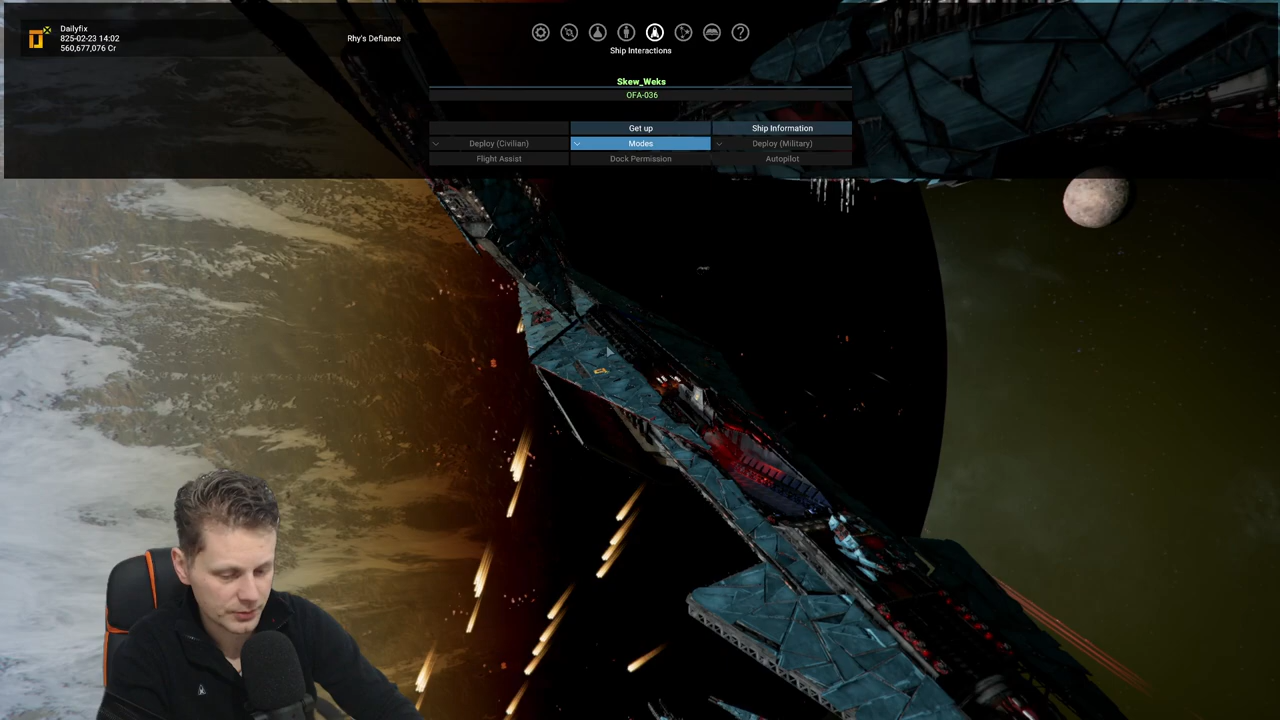 Dailyfix
825-02-23 14:02
560,677,076 Cr
Rhy's Defiance
Ship Interactions
Skew_Weks
OFA-036
Get up
Ship Information
Deploy (Civilian)
Modes
Deploy (Military)
Flight Assist
Dock Permission
Autopilot